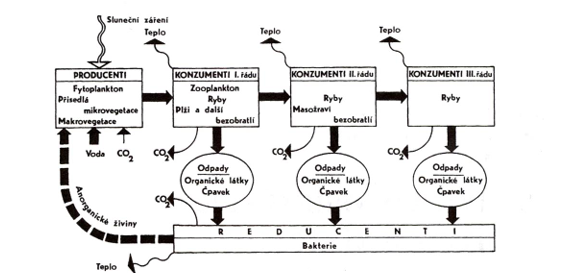 Sluneční záření
Teplo
Teplo
Teplo
PRODUCENTI
Fytoplankton
Přisedlá
mikrovegetace
Makrovegetace
KONZUMENTI I. řádu
Zooplankton
Ryby
Plži a další
bezobratlí
KONZUMENTI II. řádu
Ryby
Masožraví
bezobratlí
KONZUMENTI III. řádu
Ryby
Voda
CO2
CO2
CO2
CO2
Odpady
Organické látky
Čpavek
Odpady
Organické látky
Čpavek
Odpady
Organické látky
Čpavek
CO2
Anorganické živiny
REDUCENTI
Bakterie
Teplo